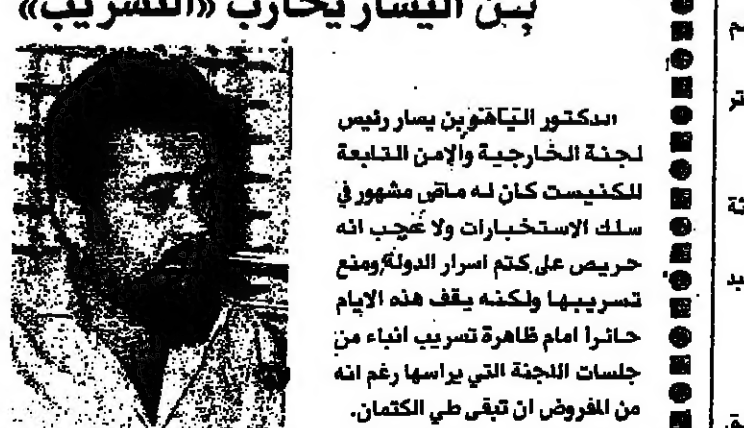 بن اليسار يحارب «التسريب»
الدكتور الياهو بن يسار رئيس
لجنة الخارجية والامن التابعة
للكنيست كان له ماض مشهور في
سلك الاستخبارات ولا عجب انه
حريص على كتم اسرار الدولة ومنع
تسريبها ولكنه يقف هذه الايام
حائرا امام ظاهرة تسريب انباء من
جلسات اللجنة التي يراسها رغم انه
من المفروض ان تبقى طي الكتمان.